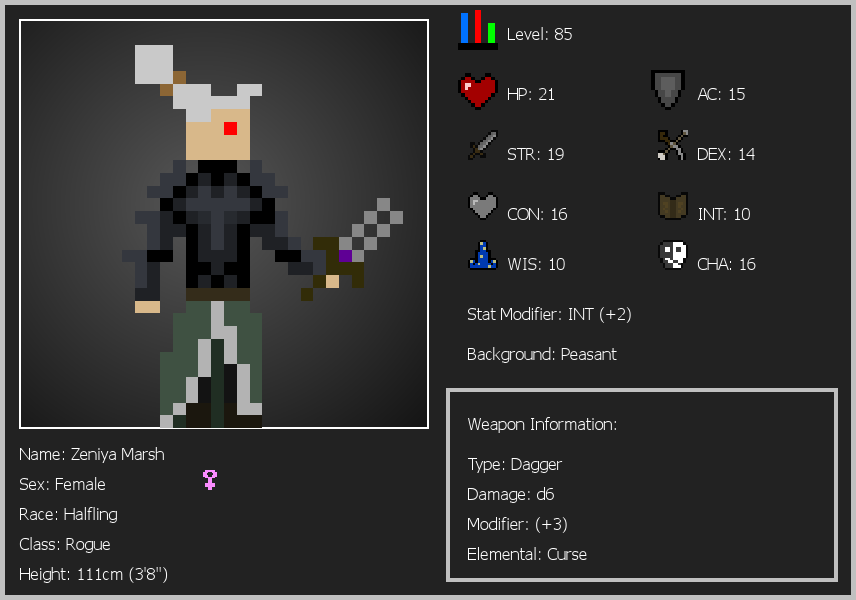 Level: 85
HP: 21
AC: 15
STR: 19
DEX: 14
CON: 16
INT: 10
WIS: 10
CHA: 16
Stat Modifier: INT (+2)
Background: Peasant
Weapon Information:
Type: Dagger
Damage: d6
Modifier: (+3)
Elemental: Curse
Name: Zeniya Marsh
Sex: Female
Race: Halfling
Class: Rogue
Height: 111cm (3'8")